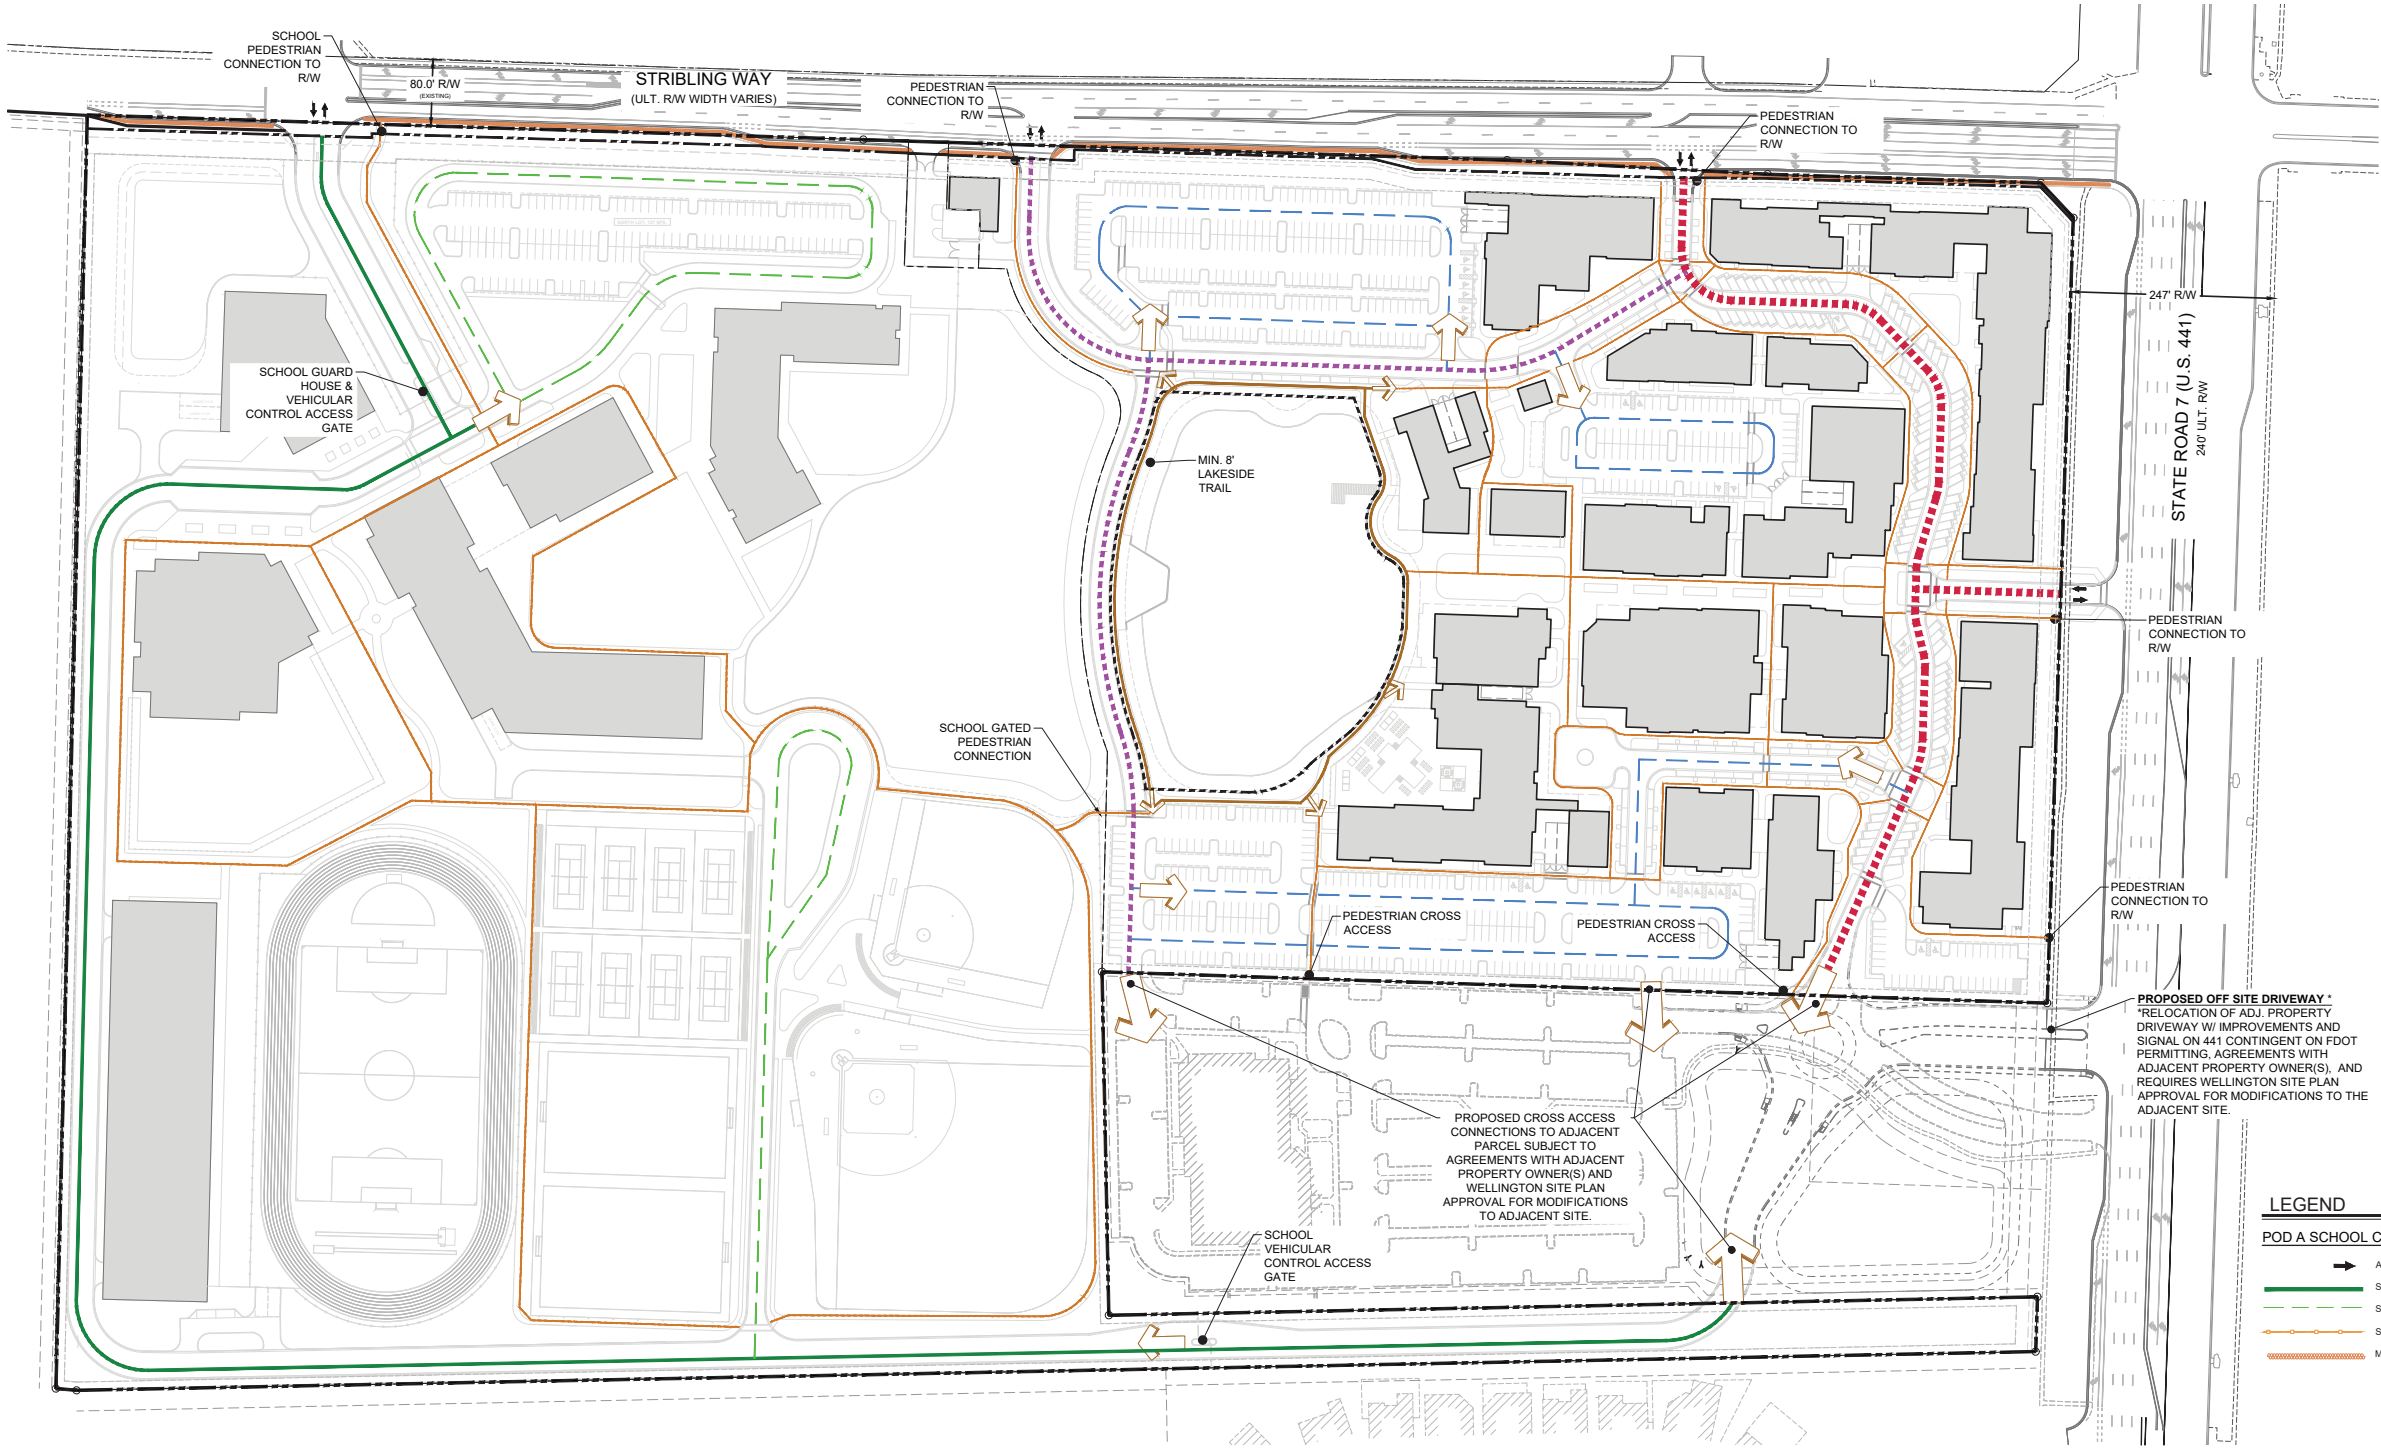 SCHOOL
PEDESTRIAN
CONNECTION TO
R/W
80.0' R/W
(EXISTING)
STRIBLING WAY
(ULT. R/W WIDTH VARIES)
PEDESTRIAN
CONNECTION TO
R/W
PEDESTRIAN
CONNECTION TO
R/W
247' R/W
STATE ROAD 7 (U.S. 441)
240' ULT. R/W
SCHOOL GUARD
HOUSE &
VEHICULAR
CONTROL ACCESS
GATE
MIN. 8'
LAKESIDE
TRAIL
PEDESTRIAN
CONNECTION TO
R/W
SCHOOL GATED
PEDESTRIAN
CONNECTION
PEDESTRIAN CROSS
ACCESS
PEDESTRIAN CROSS
ACCESS
PEDESTRIAN
CONNECTION TO
R/W
PROPOSED OFF SITE DRIVEWAY *
*RELOCATION OF ADJ. PROPERTY
DRIVEWAY W/ IMPROVEMENTS AND
SIGNAL ON 441 CONTINGENT ON FDOT
PERMITTING, AGREEMENTS WITH
ADJACENT PROPERTY OWNER(S), AND
REQUIRES WELLINGTON SITE PLAN
APPROVAL FOR MODIFICATIONS TO THE
ADJACENT SITE.
PROPOSED CROSS ACCESS
CONNECTIONS TO ADJACENT
PARCEL SUBJECT TO
AGREEMENTS WITH ADJACENT
PROPERTY OWNER(S) AND
WELLINGTON SITE PLAN
APPROVAL FOR MODIFICATIONS
TO ADJACENT SITE.
SCHOOL
VEHICULAR
CONTROL ACCESS
GATE
LEGEND
POD A SCHOOL C
A
S
S
S
M